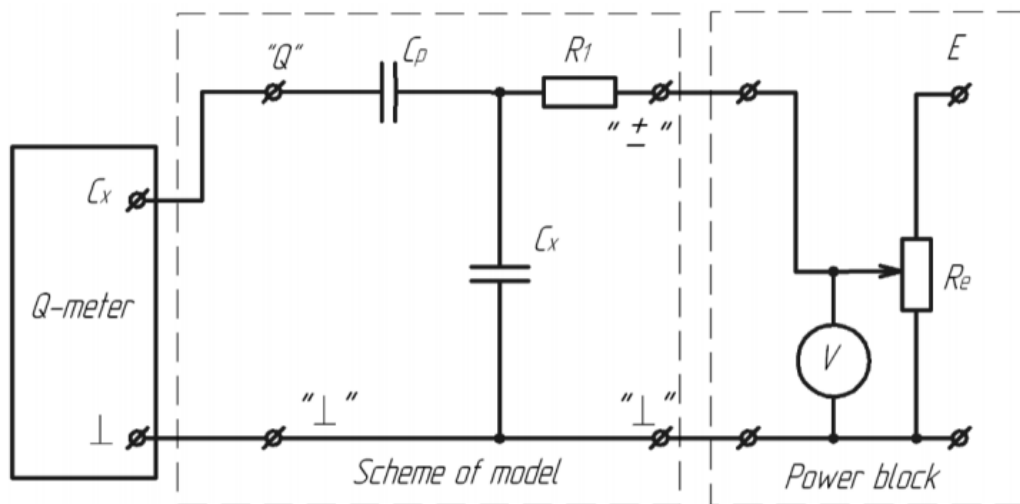 "Q"
Cp
R1
E
"±"
Cx
Cx
Q-meter
V
Re
⊥
"⊥"
"⊥"
Scheme of model
Power block